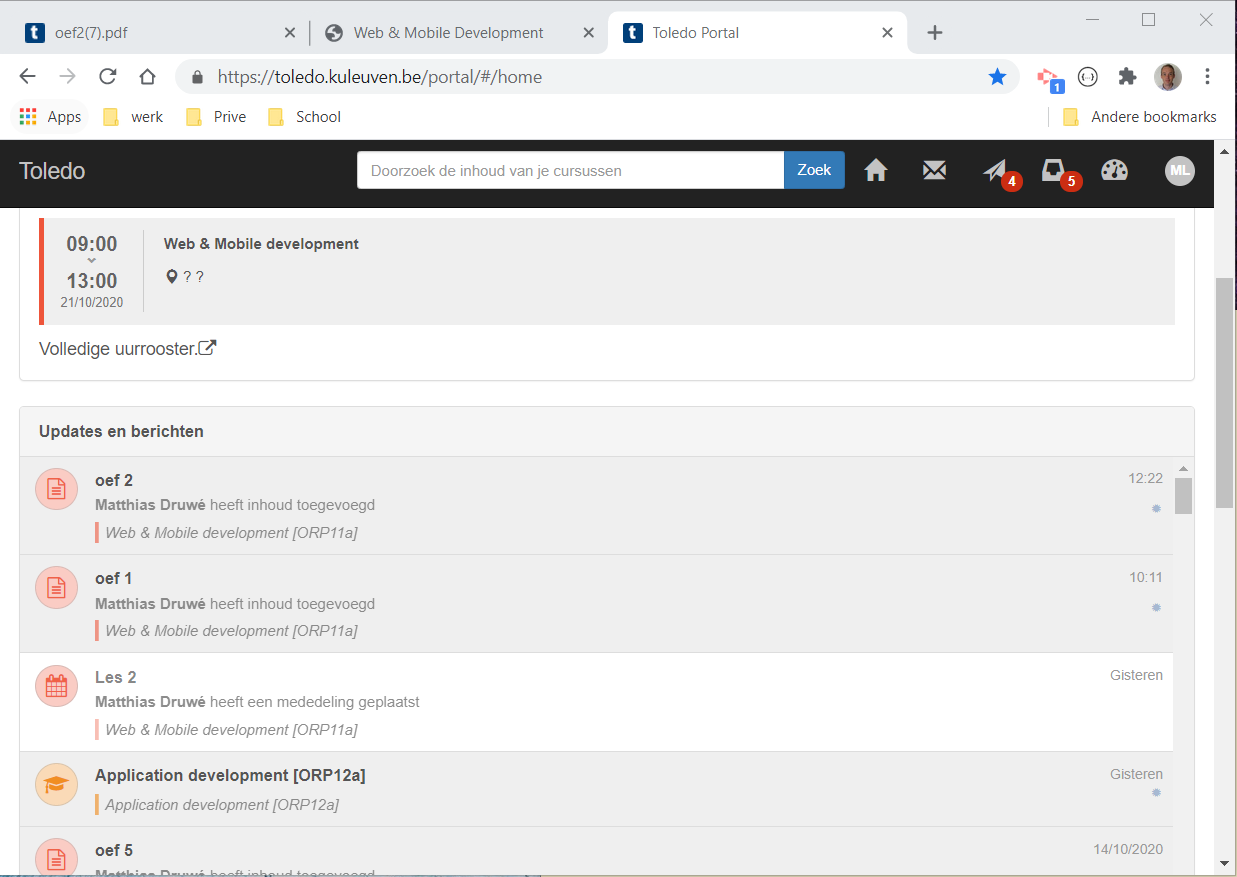 oef2(7).pdf
Web & Mobile Development
Toledo Portal
https://toledo.kuleuven.be/portal/#/home
1
Apps
werk
Prive
School
Andere bookmarks
Toledo
Doorzoek de inhoud van je cursussen
Zoek
4
5
ML
09:00
Web & Mobile development
13:00
? ?
21/10/2020
Volledige uurrooster.
Updates en berichten
oef 2
12:22
Matthias Druwé heeft inhoud toegevoegd
Web & Mobile development [ORP11a]
oef 1
10:11
Matthias Druwé heeft inhoud toegevoegd
Web & Mobile development [ORP11a]
Les 2
Gisteren
Matthias Druwé heeft een mededeling geplaatst
Web & Mobile development [ORP11a]
Application development [ORP12a]
Gisteren
Application development [ORP12a]
oef 5
14/10/2020
Matthias Druwé heeft inhoud toegevoegd